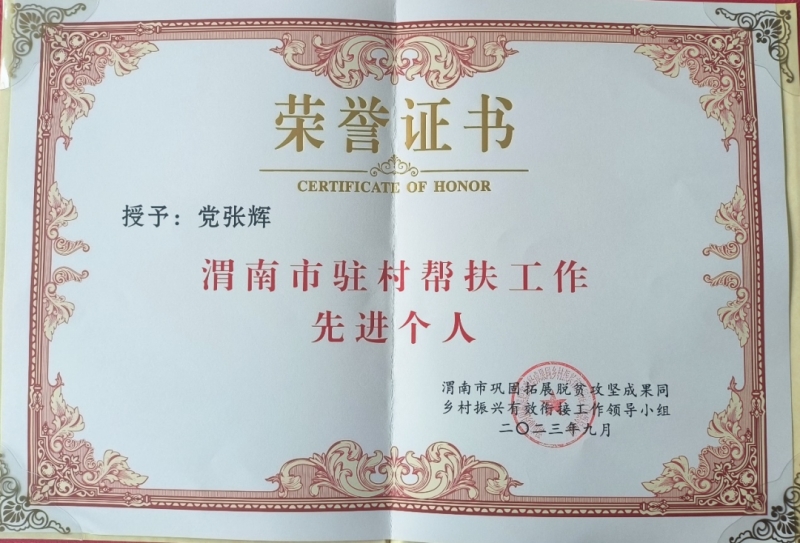 荣誉证书
CERTIFICATE OF HONOR
授予：党张辉
渭南市驻村帮扶工作
先进个人
渭南市巩固拓展脱贫攻坚成果同
乡村振兴有效衔接工作领导小组
二〇二三年九月